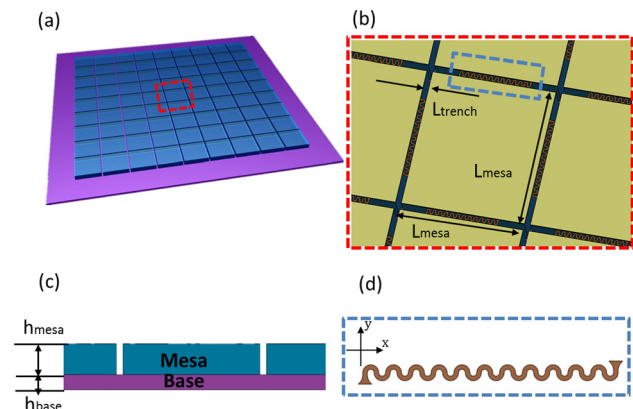 (a)
(b)
Ltrench
Lmesa
Lmesa
(c)
(d)
hmesa
Mesa
Base
hbase
y
x